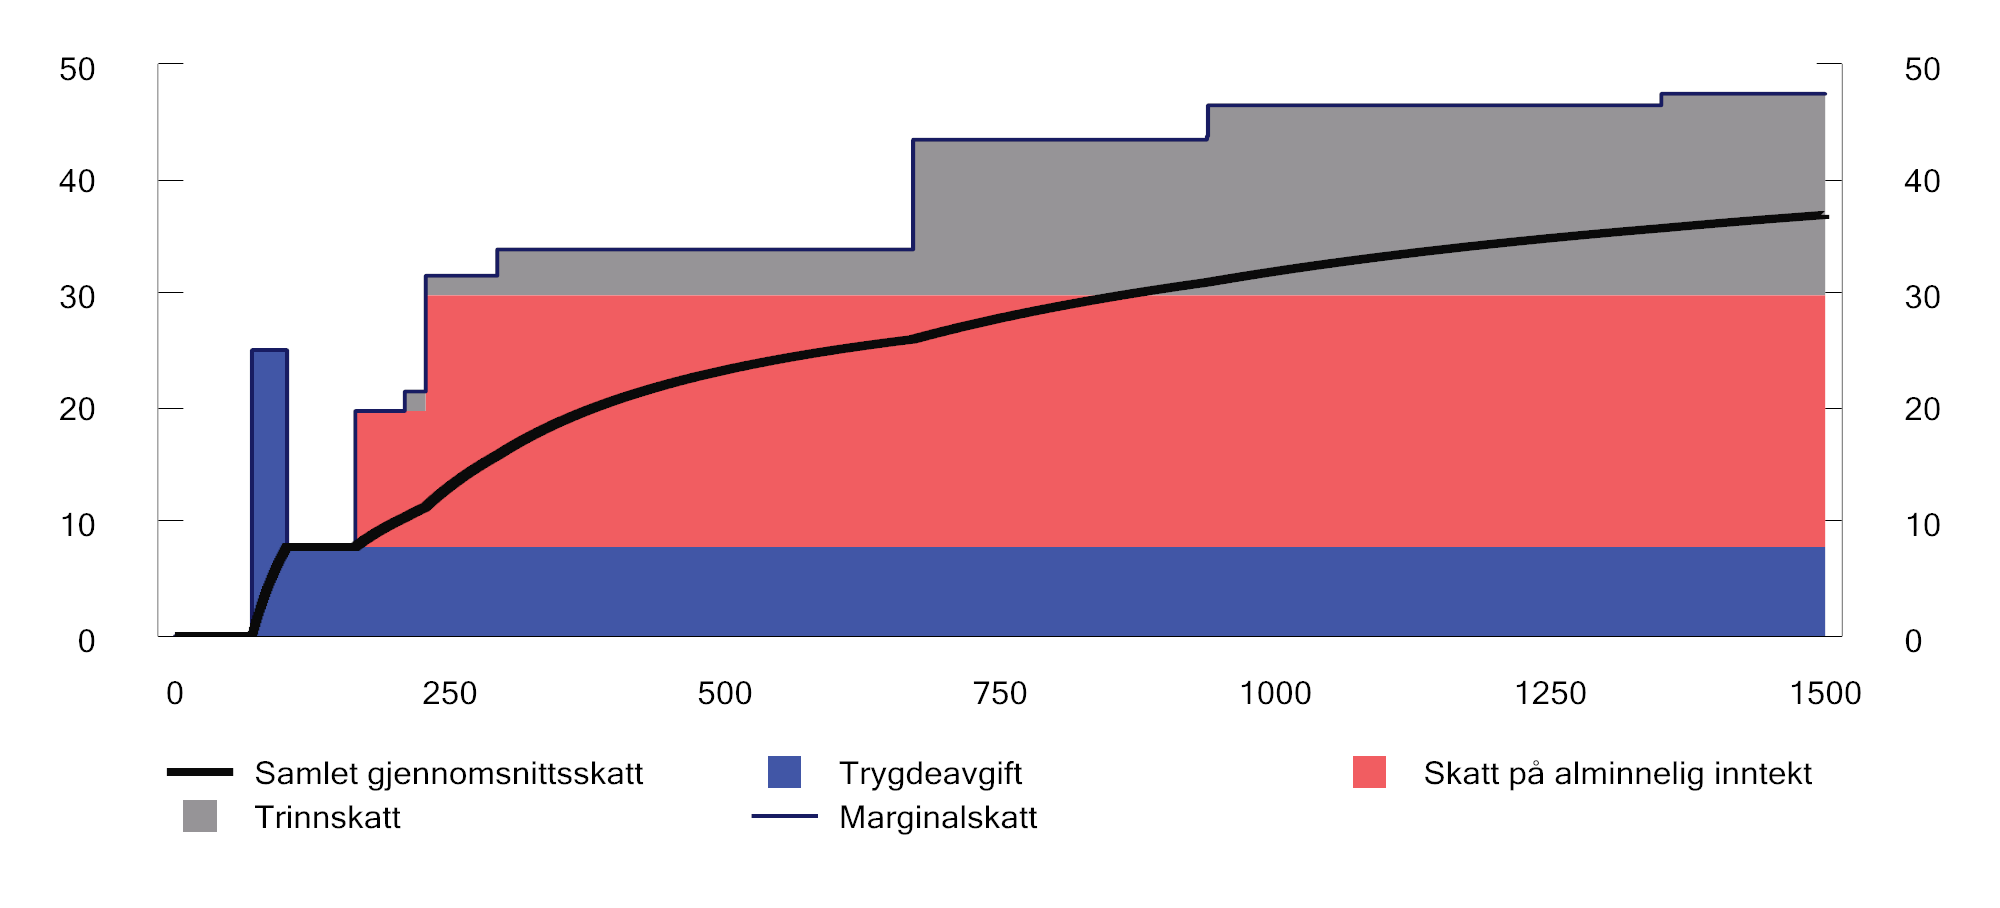 50 50
40 40
30 30
20 20
10 10
0 0
0 250 500 750 1000 1250 1500
Samlet gjennomsnittsskatt Trygdeavgift Skatt på alminnelig inntekt
Trinnskatt Marginalskatt